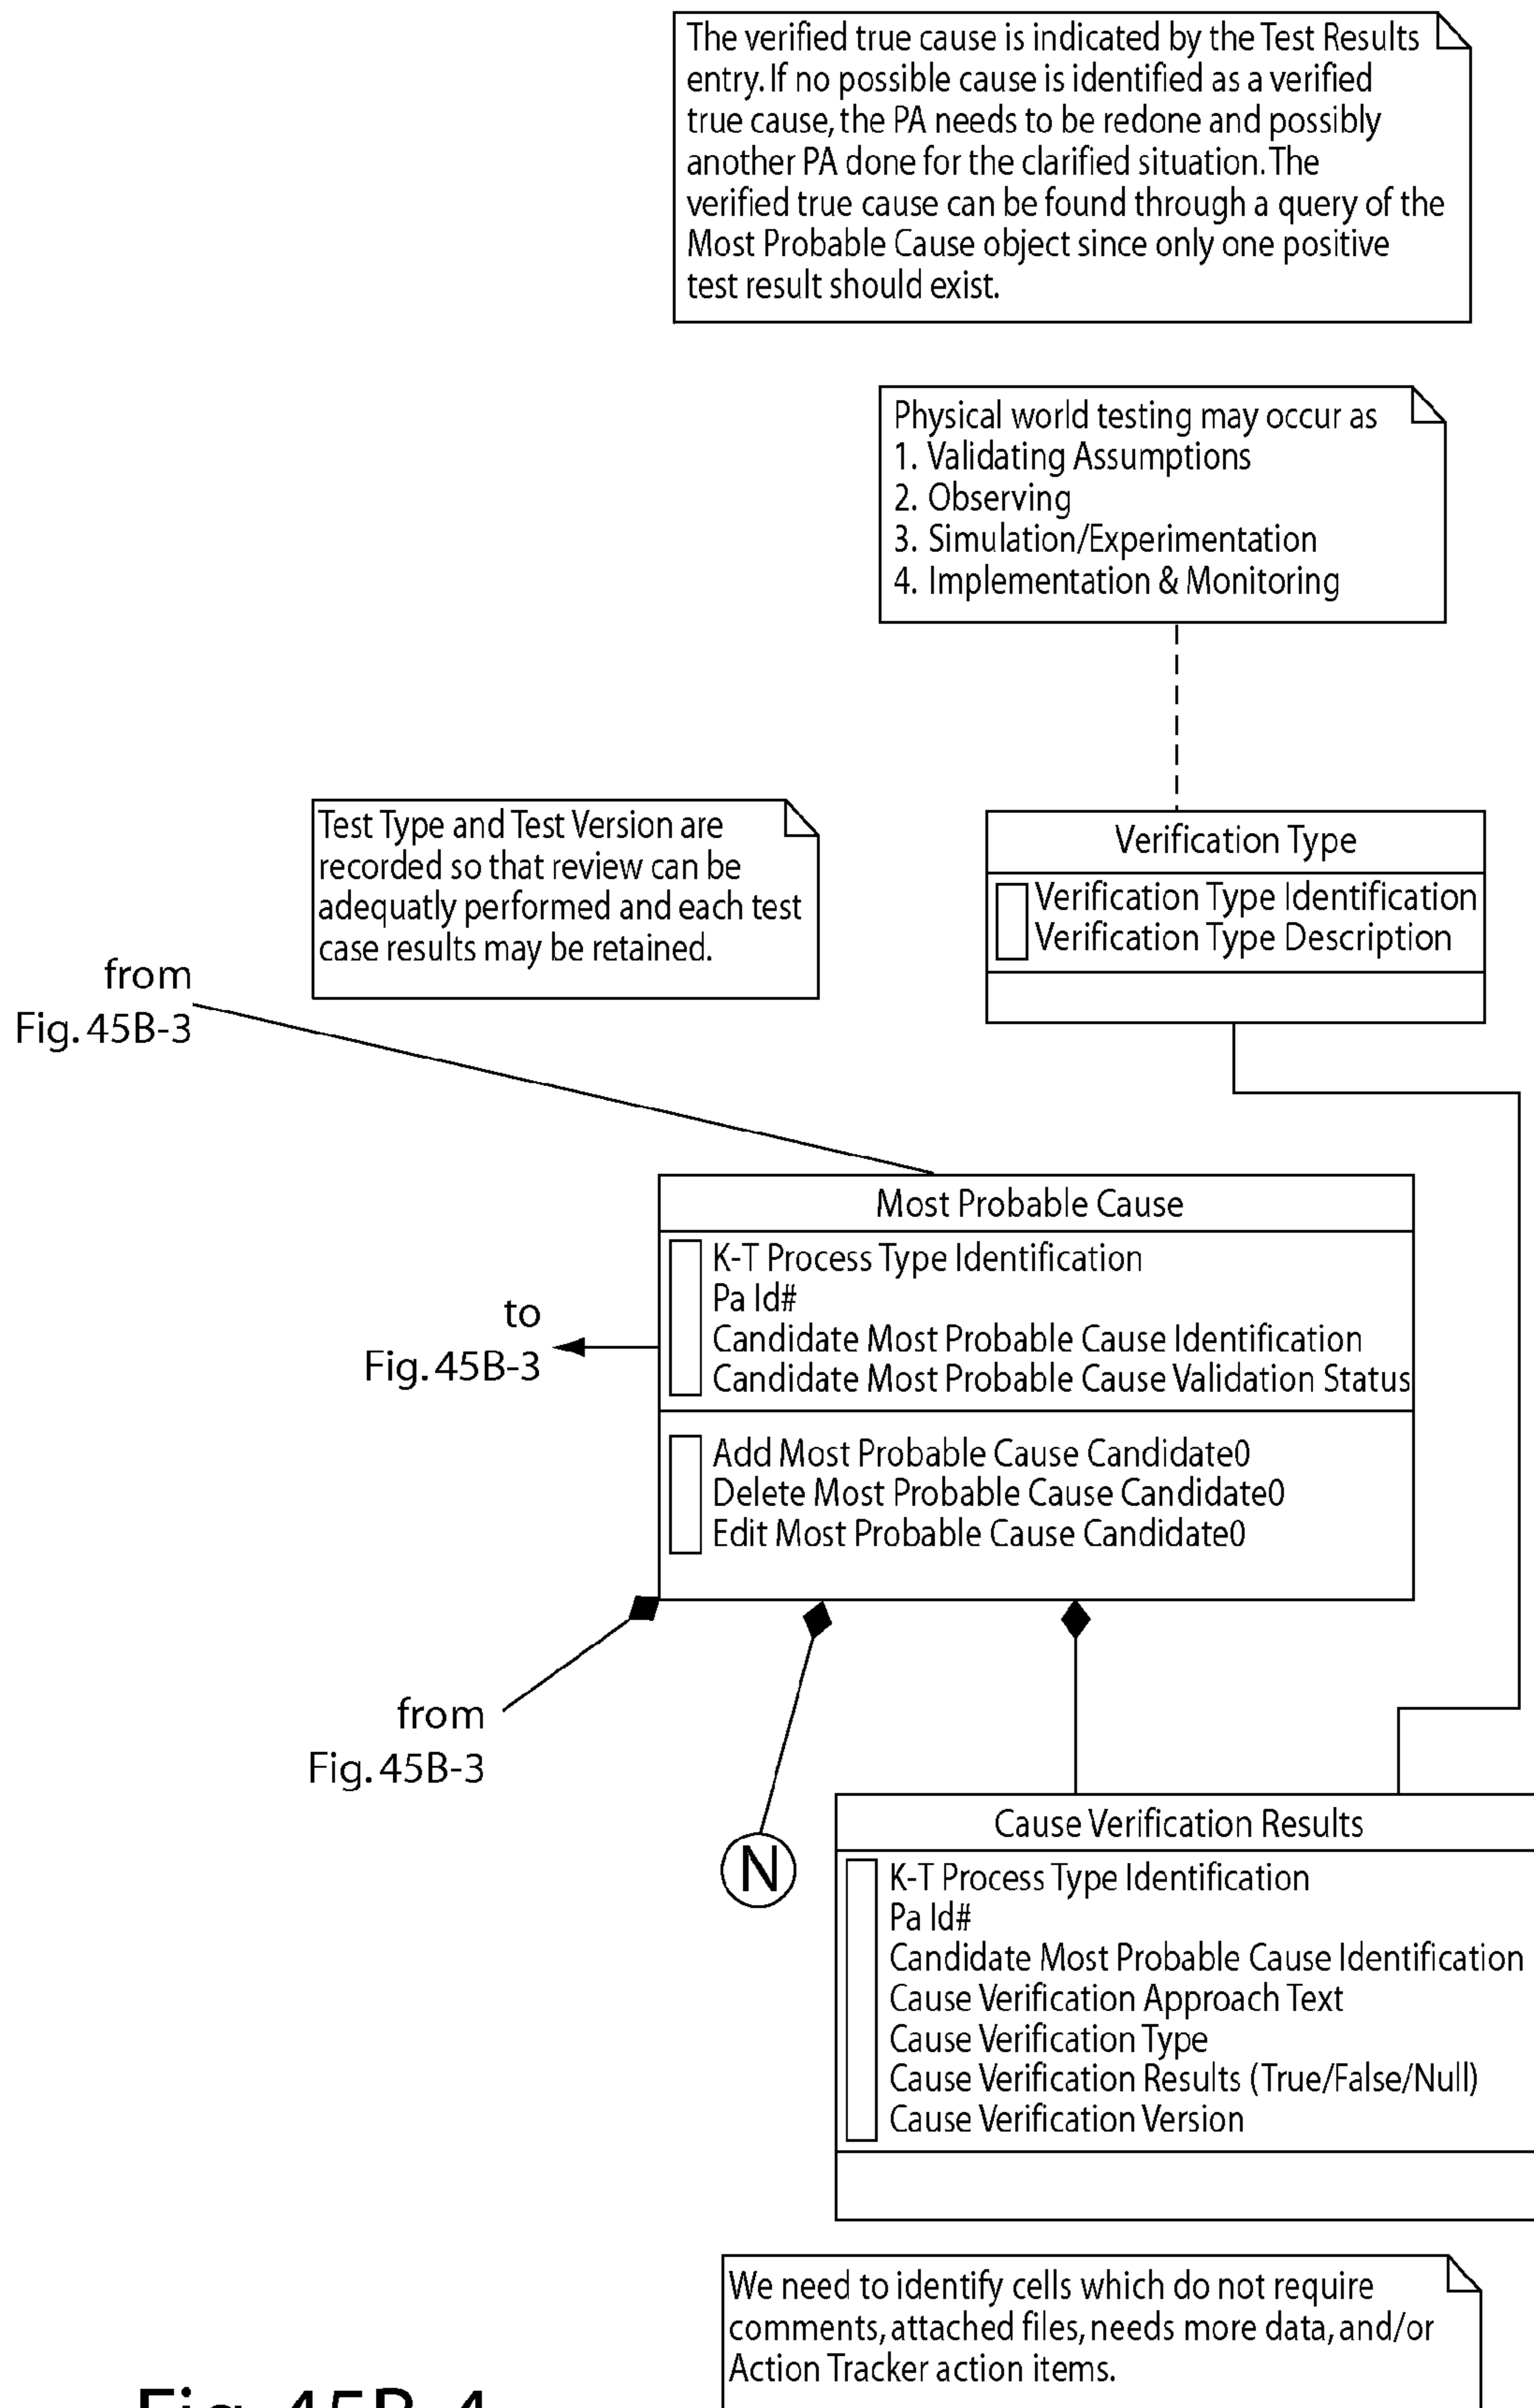 The verified true cause is indicated by the Test Results
entry. If no possible cause is identified as a verified
true cause, the PA needs to be redone and possibly
another PA done for the clarified situation. The
verified true cause can be found through a query of the
Most Probable Cause object since only one positive
test result should exist.
Physical world testing may occur as
1. Validating Assumptions
2. Observing
3. Simulation/Experimentation
4. Implementation & Monitoring
Test Type and Test Version are
recorded so that review can be
adequatly performed and each test
case results may be retained.
Verification Type
Verification Type Identification
Verification Type Description
from
Fig. 45B-3
Most Probable Cause
K-T Process Type Identification
Pa Id#
Candidate Most Probable Cause Identification
Candidate Most Probable Cause Validation Status
to
Fig. 45B-3
Add Most Probable Cause Candidate0
Delete Most Probable Cause Candidate0
Edit Most Probable Cause Candidate0
from
Fig. 45B-3
N
Cause Verification Results
K-T Process Type Identification
Pa Id#
Candidate Most Probable Cause Identification
Cause Verification Approach Text
Cause Verification Type
Cause Verification Results (True/False/Null)
Cause Verification Version
We need to identify cells which do not require
comments, attached files, needs more data, and/or
Action Tracker action items.
Fig. 45B-4